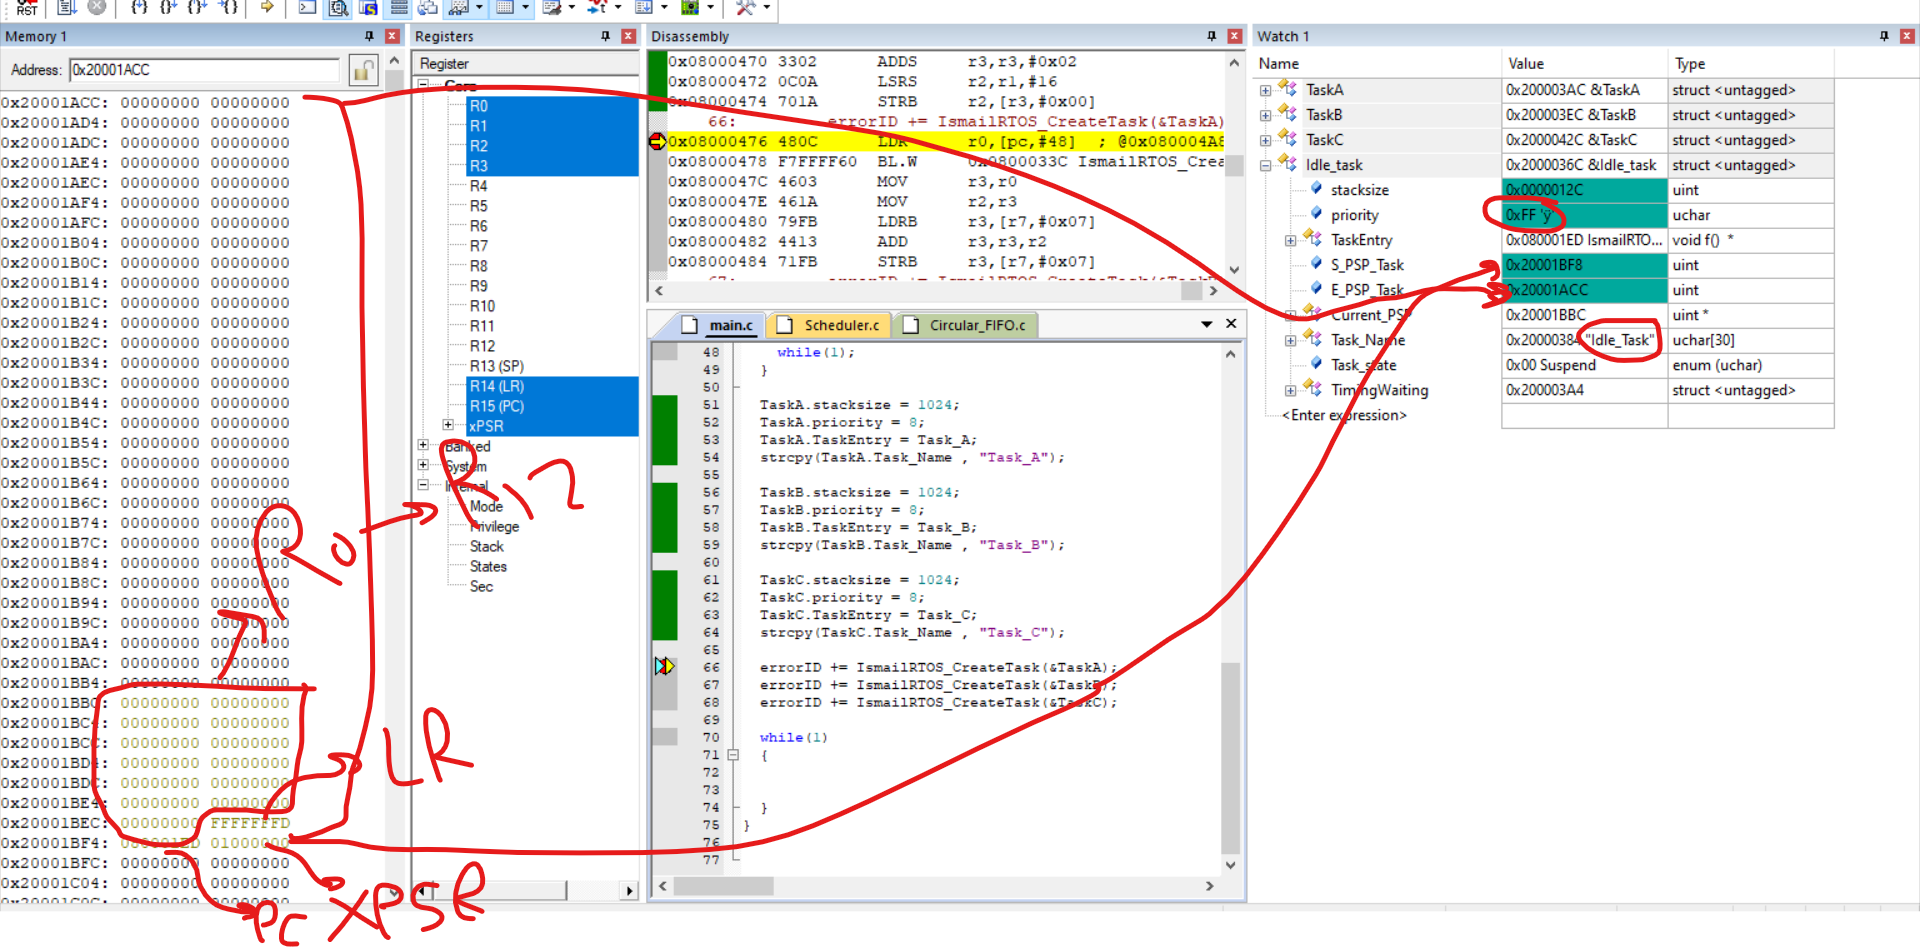 RST
Memory 1
Address: 0x20001ACC
0x20001ACC: 00000000 00000000
0x20001AD4: 00000000 00000000
0x20001ADC: 00000000 00000000
0x20001AE4: 00000000 00000000
0x20001AEC: 00000000 00000000
0x20001AF4: 00000000 00000000
0x20001AFC: 00000000 00000000
0x20001B04: 00000000 00000000
0x20001B0C: 00000000 00000000
0x20001B14: 00000000 00000000
0x20001B1C: 00000000 00000000
0x20001B24: 00000000 00000000
0x20001B2C: 00000000 00000000
0x20001B34: 00000000 00000000
0x20001B3C: 00000000 00000000
0x20001B44: 00000000 00000000
0x20001B4C: 00000000 00000000
0x20001B54: 00000000 00000000
0x20001B5C: 00000000 00000000
0x20001B64: 00000000 00000000
0x20001B6C: 00000000 00000000
0x20001B74: 00000000 00000000
0x20001B7C: 00000000 00000000
0x20001B84: 00000000 00000000
0x20001B8C: 00000000 00000000
0x20001B94: 00000000 00000000
0x20001B9C: 00000000 00000000
0x20001BA4: 00000000 00000000
0x20001BAC: 00000000 00000000
0x20001BB4: 00000000 00000000
0x20001BBC: 00000000 00000000
0x20001BC4: 00000000 00000000
0x20001BCC: 00000000 00000000
0x20001BD4: 00000000 00000000
0x20001BDC: 00000000 00000000
0x20001BE4: 00000000 00000000
0x20001BEC: 00000000 FFFFFFFD
0x20001BF4: 080001ED 01000000
0x20001BFC: 00000000 00000000
0x20001C04: 00000000 00000000
R0
R12
LR
PC
XPSR
Registers
Register
Core
R0
R1
R2
R3
R4
R5
R6
R7
R8
R9
R10
R11
R12
R13 (SP)
R14 (LR)
R15 (PC)
xPSR
Banked
System
Internal
Mode
Privilege
Stack
States
Sec
Disassembly
0x08000470 3302 ADDS r3,r3,#0x02
0x08000472 0C0A LSRS r2,r1,#16
0x08000474 701A STRB r2,[r3,#0x00]
66: errorID += IsmailRTOS_CreateTask(&TaskA)
0x08000476 480C LDR r0,[pc,#48] ; @0x080004A8
0x08000478 F7FFFF60 BL.W 0x0800033C IsmailRTOS_Crea
0x0800047C 4603 MOV r3,r0
0x0800047E 461A MOV r2,r3
0x08000480 79FB LDRB r3,[r7,#0x07]
0x08000482 4413 ADD r3,r3,r2
0x08000484 71FB STRB r3,[r7,#0x07]
main.c
Scheduler.c
Circular_FIFO.c
48 while(1);
49 }
50
51 TaskA.stacksize = 1024;
52 TaskA.priority = 8;
53 TaskA.TaskEntry = Task_A;
54 strcpy(TaskA.Task_Name , "Task_A");
55
56 TaskB.stacksize = 1024;
57 TaskB.priority = 8;
58 TaskB.TaskEntry = Task_B;
59 strcpy(TaskB.Task_Name , "Task_B");
60
61 TaskC.stacksize = 1024;
62 TaskC.priority = 8;
63 TaskC.TaskEntry = Task_C;
64 strcpy(TaskC.Task_Name , "Task_C");
65
66 errorID += IsmailRTOS_CreateTask(&TaskA);
67 errorID += IsmailRTOS_CreateTask(&TaskB);
68 errorID += IsmailRTOS_CreateTask(&TaskC);
69
70 while(1)
71 {
72
73
74 }
75 }
76
77
Watch 1
Name Value Type
TaskA 0x200003AC &TaskA struct <untagged>
TaskB 0x200003EC &TaskB struct <untagged>
TaskC 0x2000042C &TaskC struct <untagged>
Idle_task 0x2000036C &Idle_task struct <untagged>
stacksize 0x0000012C uint
priority 0xFF 'ÿ' uchar
TaskEntry 0x080001ED IsmailRTO... void f() *
S_PSP_Task 0x20001BF8 uint
E_PSP_Task 0x20001ACC uint
Current_PSP 0x20001BBC uint *
Task_Name 0x20000384 "Idle_Task" uchar[30]
Task_state 0x00 Suspend enum (uchar)
TimingWaiting 0x200003A4 struct <untagged>
<Enter expression>